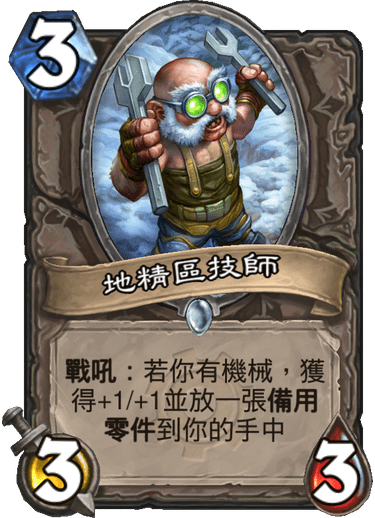 3
地精區技師
戰吼：若你有機械，獲
得+1/+1並放一張備用
零件到你的手中
3
3